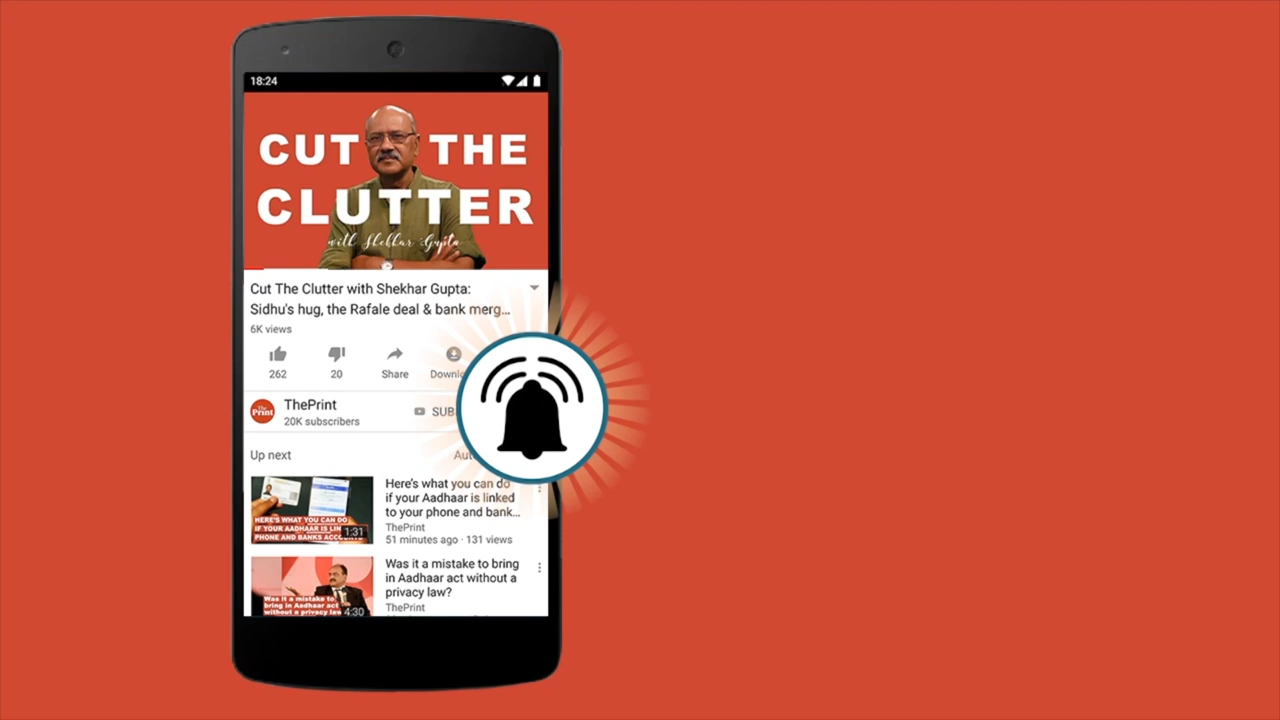 18:24
CUT THE
CLUTTER
with Shekhar Gupta
Cut The Clutter with Shekhar Gupta:
Sidhu's hug, the Rafale deal & bank merg...
6K views
262
20
Share
Downlo
The
Print
ThePrint
20K subscribers
SUB
Up next
Aut
HERE'S WHAT YOU CAN DO
IF YOUR AADHAAR IS LIN
PHONE AND BANKS ACCOUNTS
1:31
Here's what you can do
if your Aadhaar is linked
to your phone and bank...
ThePrint
51 minutes ago · 131 views
Was it a mistake to
bring in Aadhaar act
without a privacy law
4:30
Was it a mistake to bring
in Aadhaar act without a
privacy law?
ThePrint